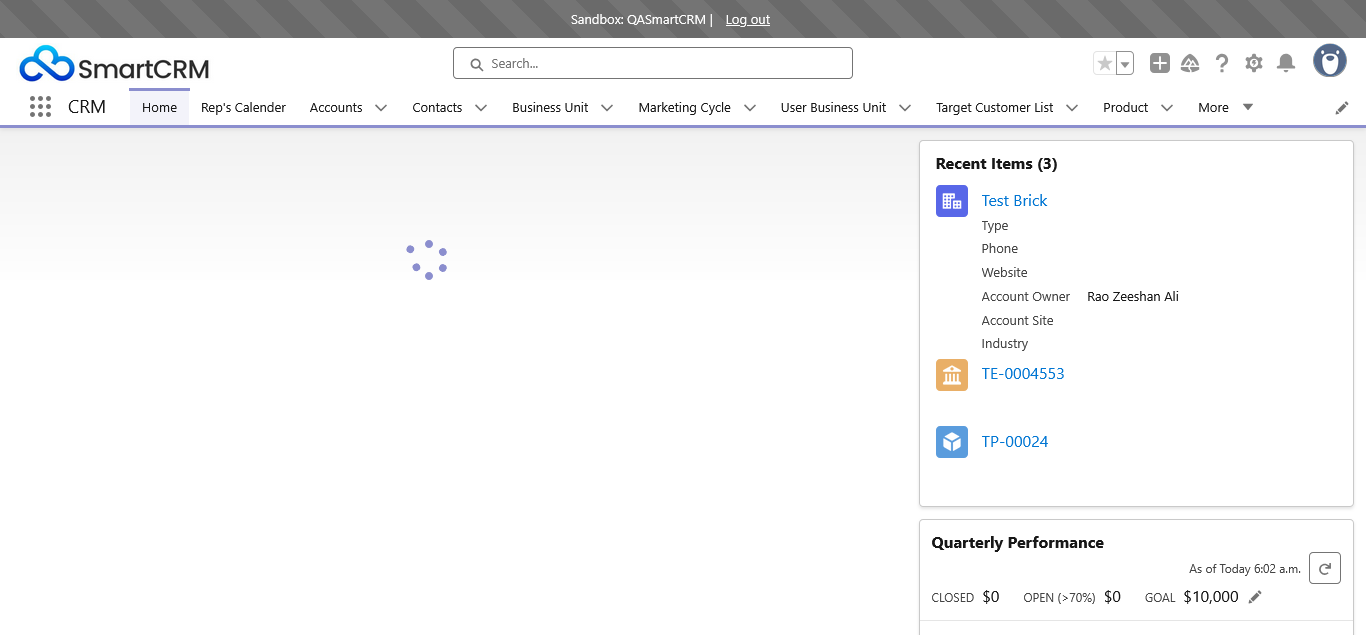 Sandbox: QASmartCRM | Log out
SmartCRM
Search...
CRM Home Rep's Calender Accounts Contacts Business Unit Marketing Cycle User Business Unit Target Customer List Product More
Recent Items (3)
Test Brick
Type
Phone
Website
Account Owner Rao Zeeshan Ali
Account Site
Industry
TE-0004553
TP-00024
Quarterly Performance
As of Today 6:02 a.m.
CLOSED $0 OPEN (>70%) $0 GOAL $10,000